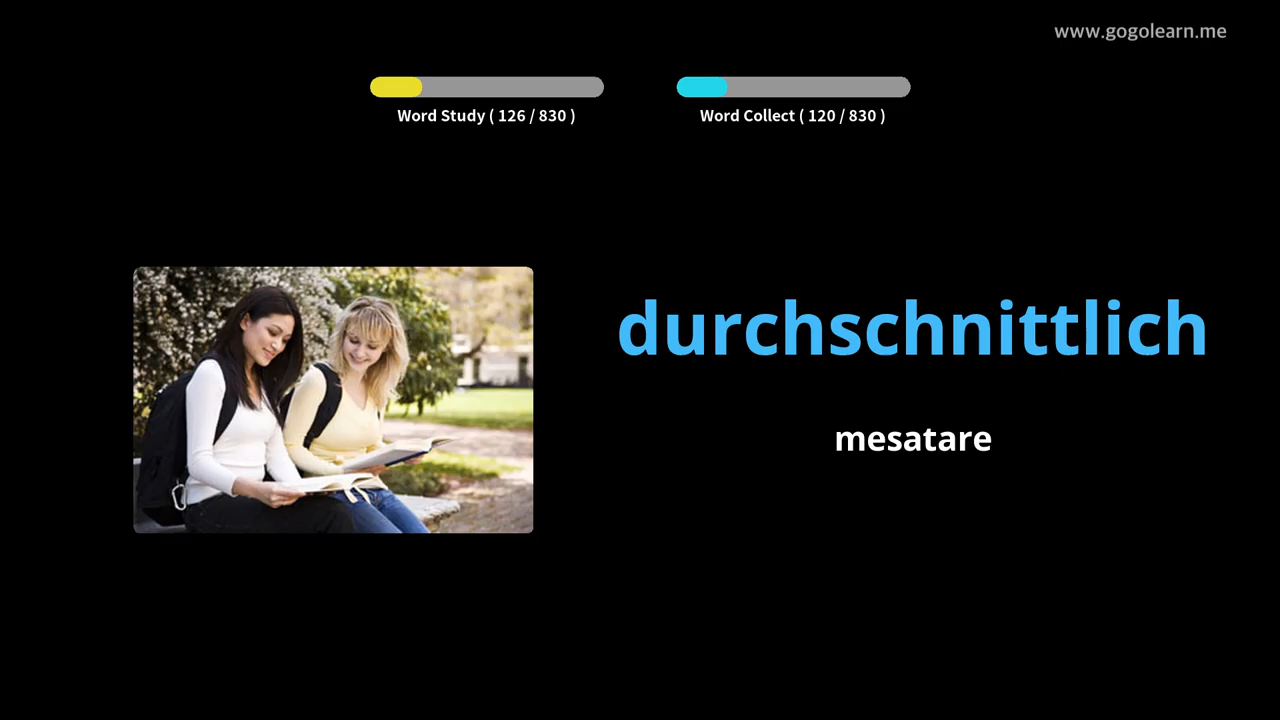 www.gogolearn.me
Word Study ( 126 / 830 )
Word Collect ( 120 / 830 )
durchschnittlich
mesatare